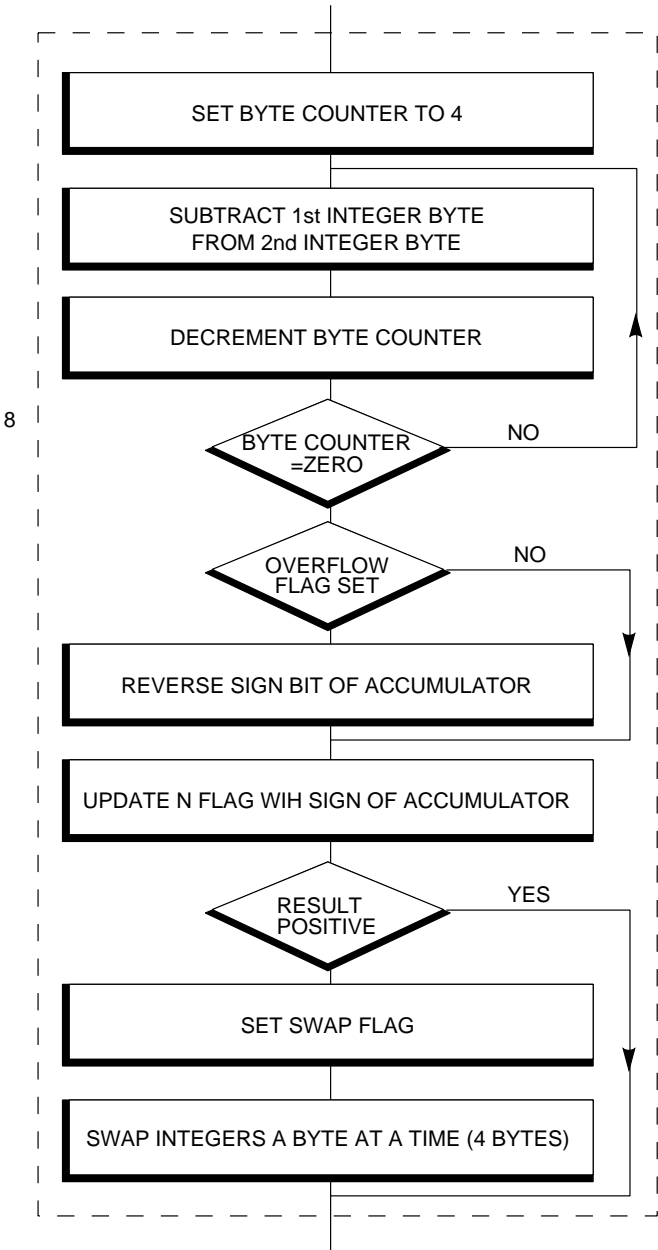 SET BYTE COUNTER TO 4
SUBTRACT 1st INTEGER BYTE
FROM 2nd INTEGER BYTE
DECREMENT BYTE COUNTER
8
BYTE COUNTER
=ZERO
NO
OVERFLOW
FLAG SET
NO
REVERSE SIGN BIT OF ACCUMULATOR
UPDATE N FLAG WIH SIGN OF ACCUMULATOR
RESULT
POSITIVE
YES
SET SWAP FLAG
SWAP INTEGERS A BYTE AT A TIME (4 BYTES)